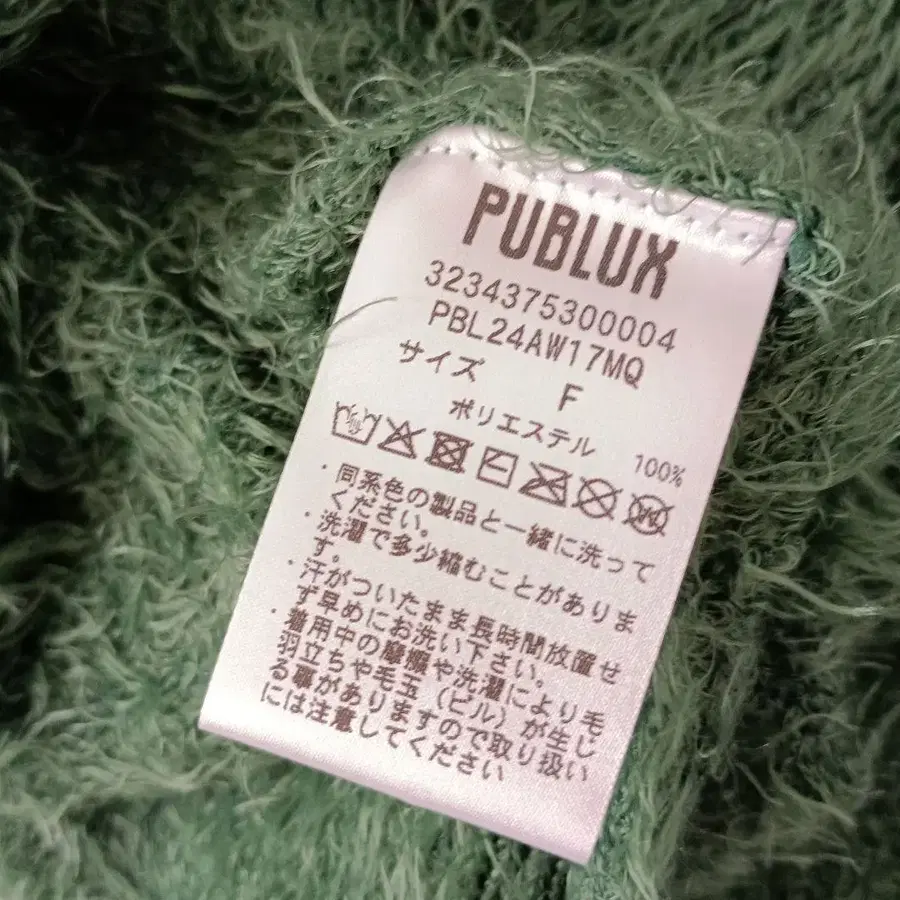 PUBLUX
3234375300004
PBL24AW17MQ
サイズ F
ポリエステル 100%
・同系色の製品と一緒に洗って
ください。
・洗濯で多少縮むことがありま
す。
・汗がついたまま長時間放置せ
ず早めにお洗い下さい。
・着用中の摩擦や洗濯により毛
羽立ちや毛玉（ピル）が生じ
る事がありますので取り扱い
には注意してください